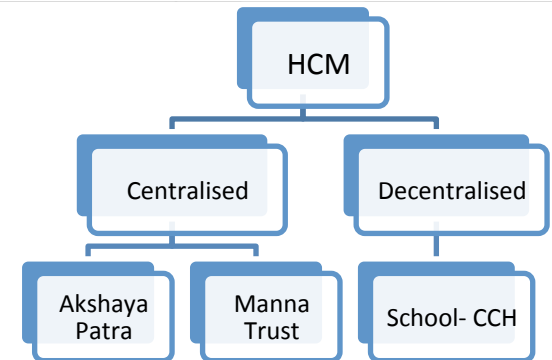 HCM
Centralised
Decentralised
Akshaya
Patra
Manna
Trust
School- CCH